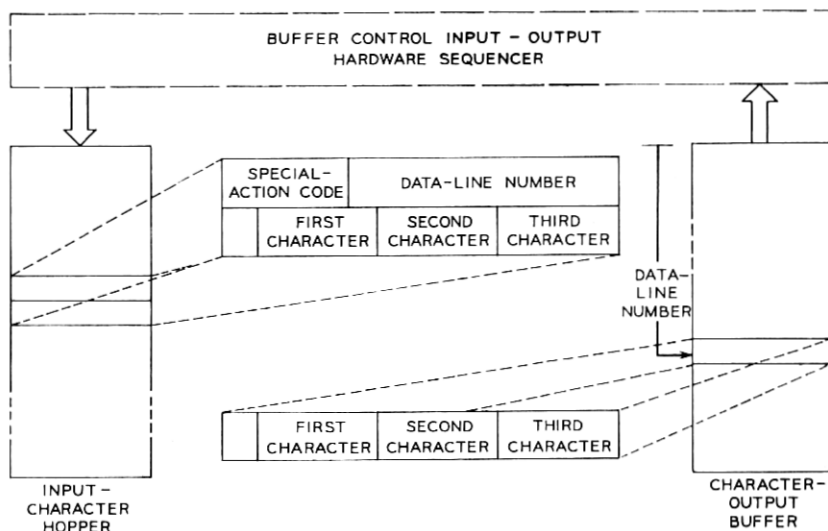 BUFFER CONTROL INPUT – OUTPUT
HARDWARE SEQUENCER
SPECIAL-
ACTION CODE
DATA-LINE NUMBER
FIRST
CHARACTER
SECOND
CHARACTER
THIRD
CHARACTER
DATA-
LINE
NUMBER
FIRST
CHARACTER
SECOND
CHARACTER
THIRD
CHARACTER
INPUT–
CHARACTER
HOPPER
CHARACTER–
OUTPUT
BUFFER